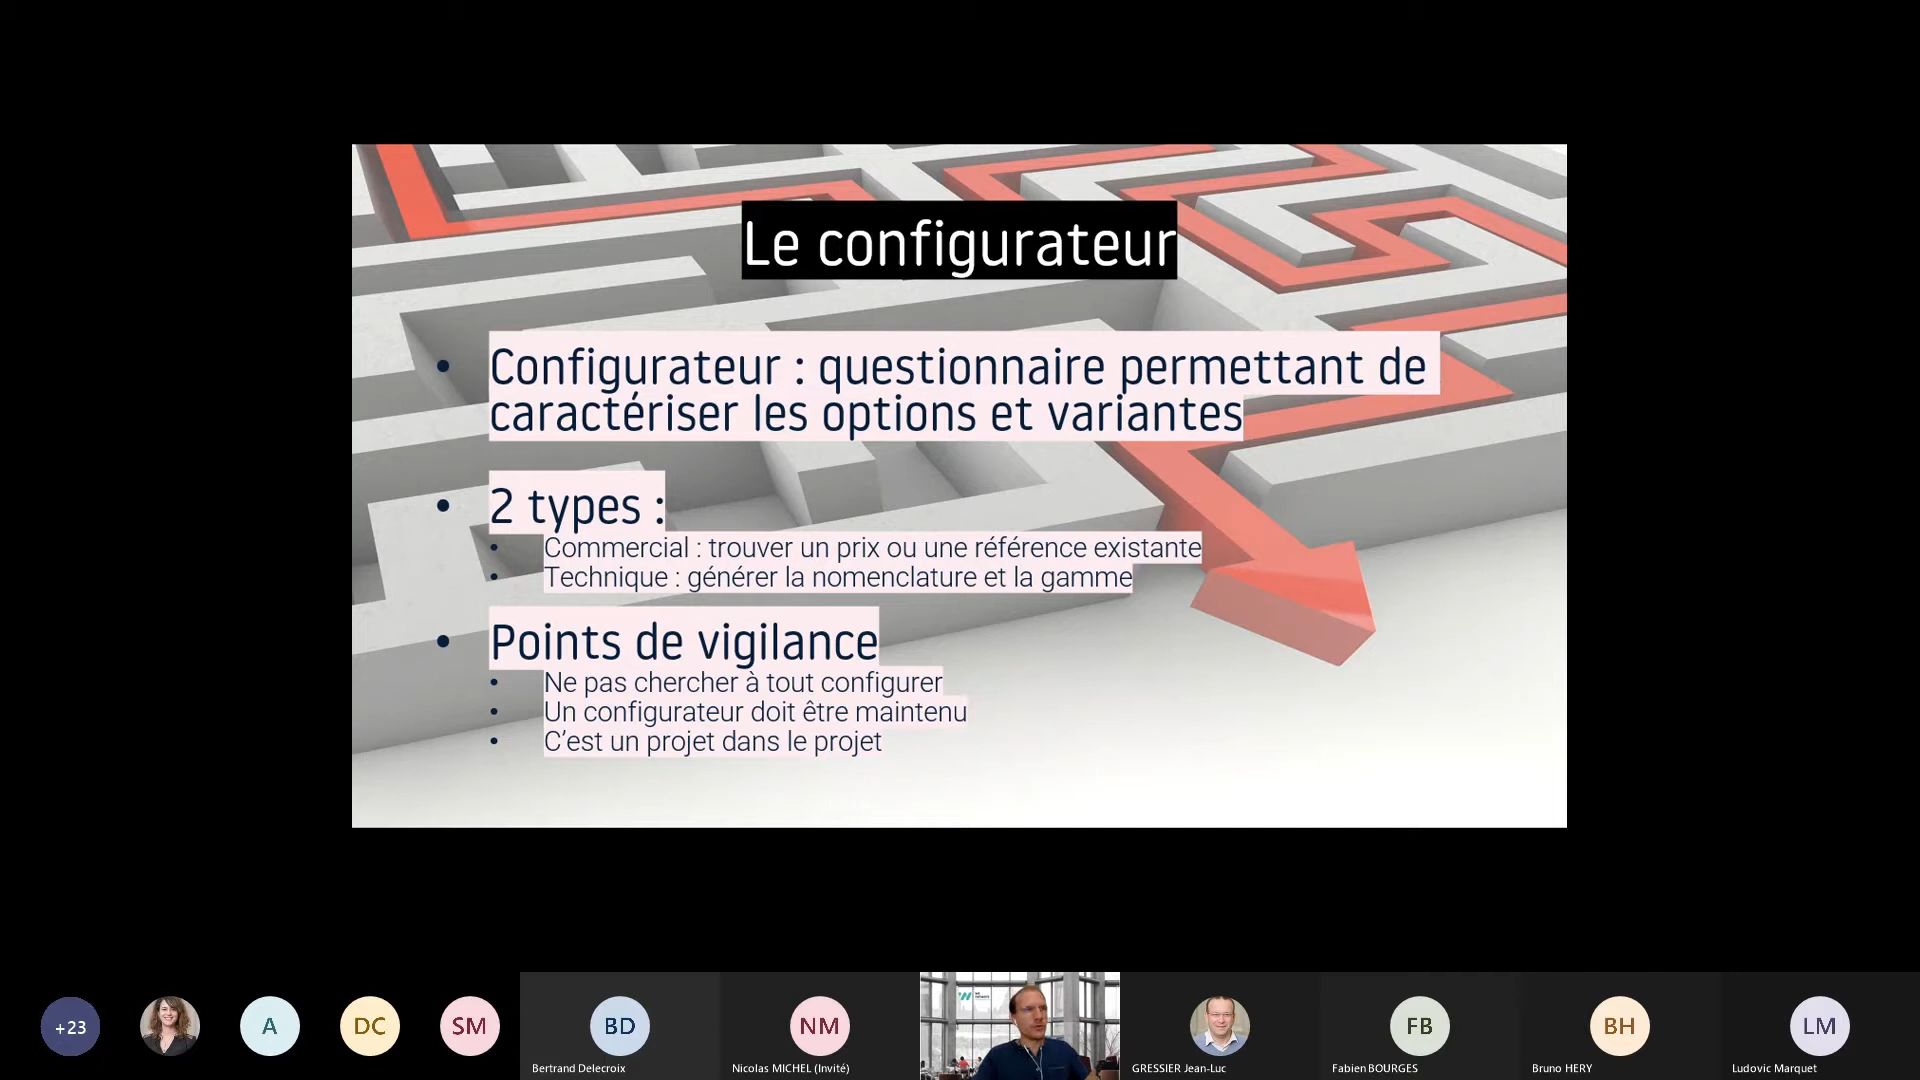 Le configurateur
• Configurateur : questionnaire permettant de
caractériser les options et variantes
• 2 types :
• Commercial : trouver un prix ou une référence existante
• Technique : générer la nomenclature et la gamme
• Points de vigilance
• Ne pas chercher à tout configurer
• Un configurateur doit être maintenu
• C’est un projet dans le projet
+23
A
DC
SM
BD
NM
FB
BH
LM
Bertrand Delecroix
Nicolas MICHEL (Invité)
GRESSIER Jean-Luc
Fabien BOURGES
Bruno HERY
Ludovic Marquet